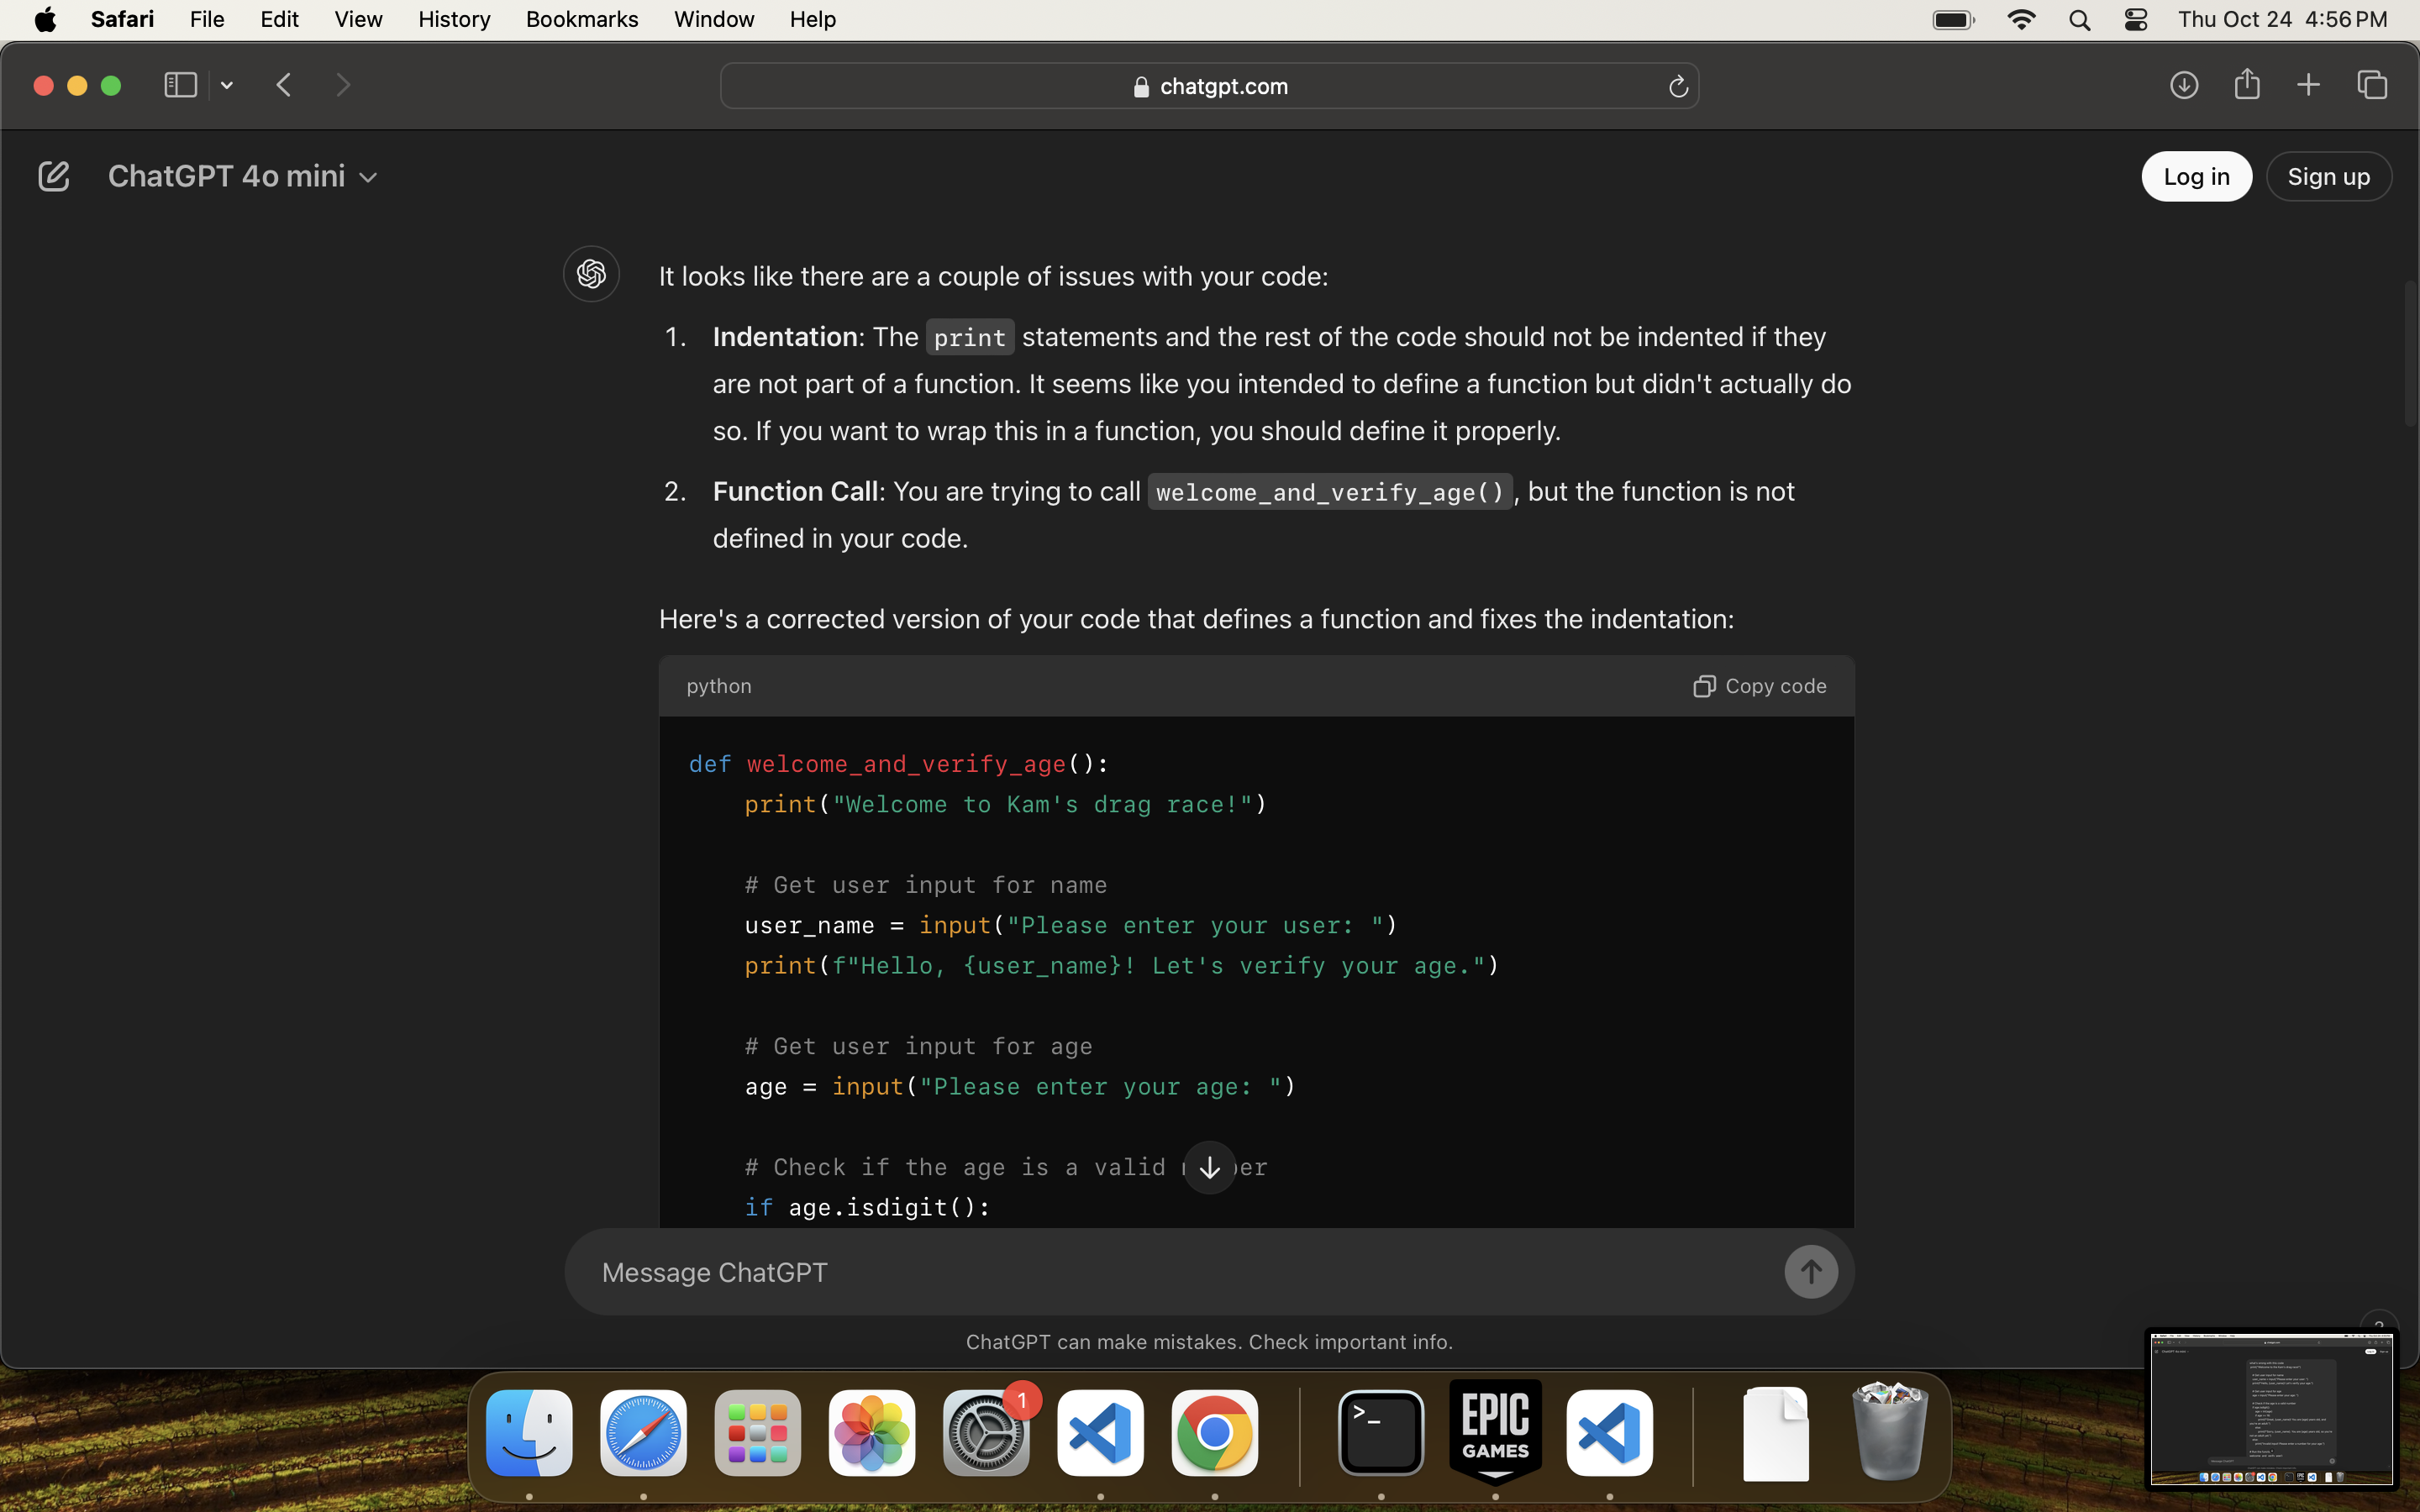 Safari File Edit View History Bookmarks Window Help Thu Oct 24 4:56 PM
chatgpt.com
ChatGPT 4o mini Log in Sign up
It looks like there are a couple of issues with your code:
1. Indentation: The print statements and the rest of the code should not be indented if they
are not part of a function. It seems like you intended to define a function but didn't actually do
so. If you want to wrap this in a function, you should define it properly.
2. Function Call: You are trying to call welcome_and_verify_age(), but the function is not
defined in your code.
Here's a corrected version of your code that defines a function and fixes the indentation:
python Copy code
def welcome_and_verify_age():
print("Welcome to Kam's drag race!")
# Get user input for name
user_name = input("Please enter your user: ")
print(f"Hello, {user_name}! Let's verify your age.")
# Get user input for age
age = input("Please enter your age: ")
# Check if the age is a valid
if age.isdigit():
Message ChatGPT
ChatGPT can make mistakes. Check important info.
1
>_
EPIC
GAMES